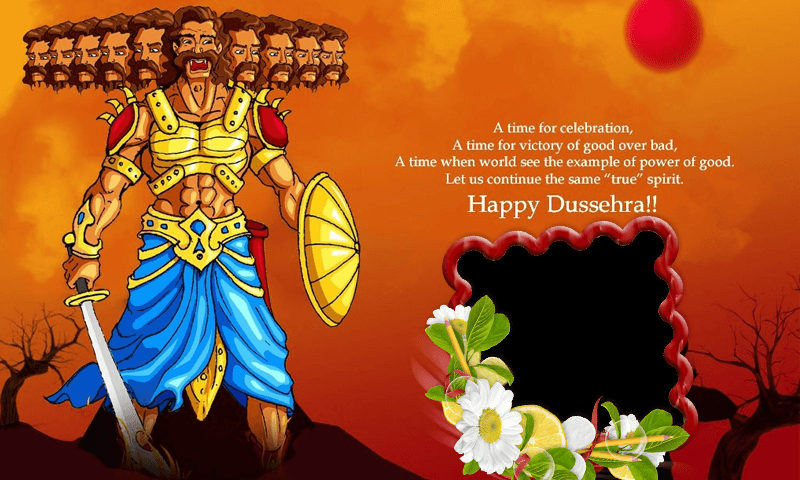 A time for celebration,
A time for victory of good over bad,
A time when world see the example of power of good.
Let us continue the same “true” spirit.
Happy Dussehra!!